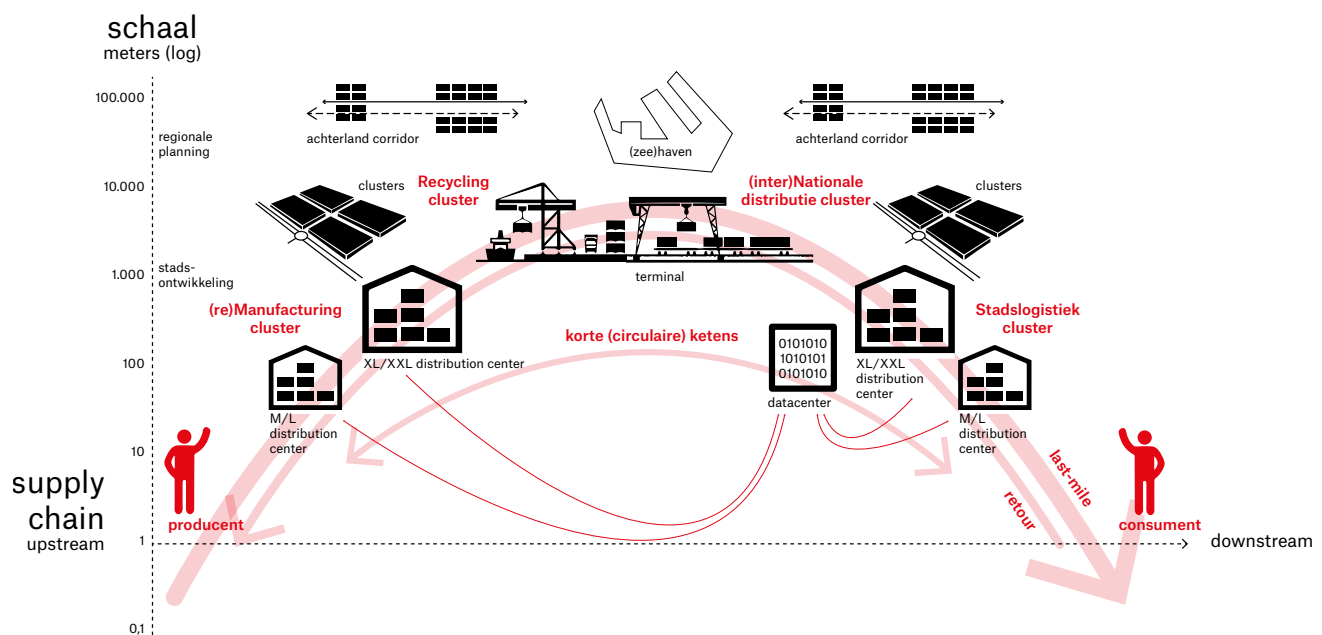 schaal
meters (log)
100.000
regionale
planning
10.000
1.000
stads-
ontwikkeling
100
10
1
0,1
supply
chain
upstream
downstream
achterland corridor
(zee)haven
achterland corridor
clusters
Recycling
cluster
(inter)Nationale
distributie cluster
clusters
terminal
(re)Manufacturing
cluster
Stadslogistiek
cluster
korte (circulaire) ketens
XL/XXL distribution center
0101010
1010101
0101010
datacenter
XL/XXL
distribution
center
M/L
distribution
center
M/L
distribution
center
producent
retour
last-mile
consument